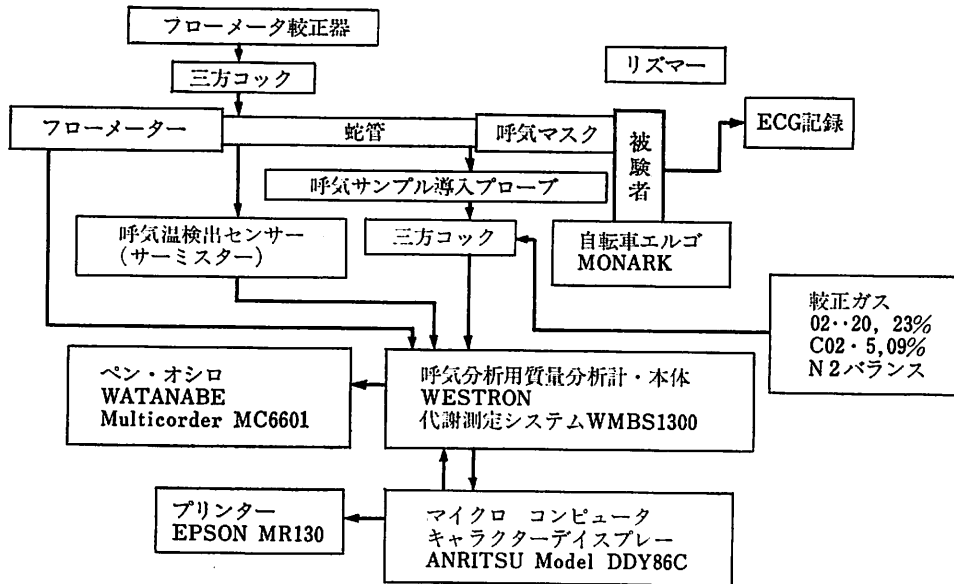 フローメータ較正器
三方コック
リズマー
フローメーター
蛇管
呼気マスク
被験者
ECG記録
呼気サンプル導入プローブ
呼気温検出センサー
(サーミスター)
三方コック
自転車エルゴ
MONARK
較正ガス
02‥20, 23%
C02・5,09%
N2バランス
ペン・オシロ
WATANABE
Multicorder MC6601
呼気分析用質量分析計・本体
WESTRON
代謝測定システムWMBS1300
プリンター
EPSON MR130
マイクロ コンピュータ
キャラクターデイスプレー
ANRITSU Model DDY86C